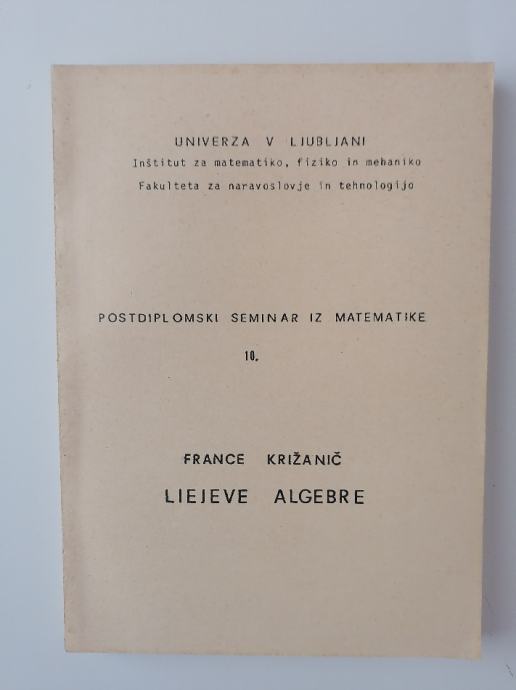 UNIVERZA V LJUBLJANI
Inštitut za matematiko, fiziko in mehaniko
Fakulteta za naravoslovje in tehnologijo
POSTDIPLOMSKI SEMINAR IZ MATEMATIKE
10.
FRANCE KRIŽANIČ
LIEJEVE ALGEBRE